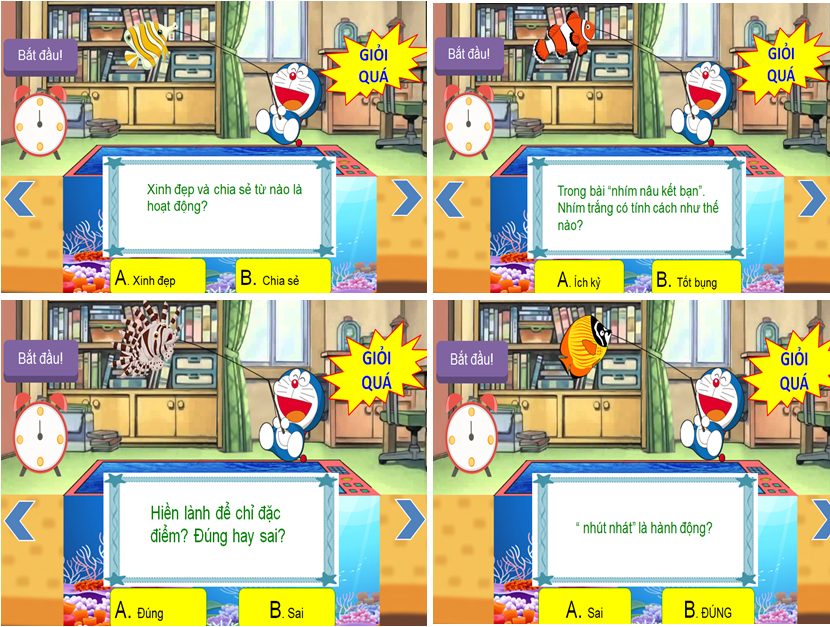 Bắt đầu!
GIỎI
QUÁ
Xinh đẹp và chia sẻ từ nào là
hoạt động?
A. Xinh đẹp
B. Chia sẻ
Bắt đầu!
GIỎI
QUÁ
Trong bài “nhím nâu kết bạn”.
Nhím trắng có tính cách như thế
nào?
A. Ích kỷ
B. Tốt bụng
Bắt đầu!
GIỎI
QUÁ
Hiền lành để chỉ đặc
điểm? Đúng hay sai?
A. Đúng
B. Sai
Bắt đầu!
GIỎI
QUÁ
“ nhút nhát” là hành động?
A. Sai
B. ĐÚNG